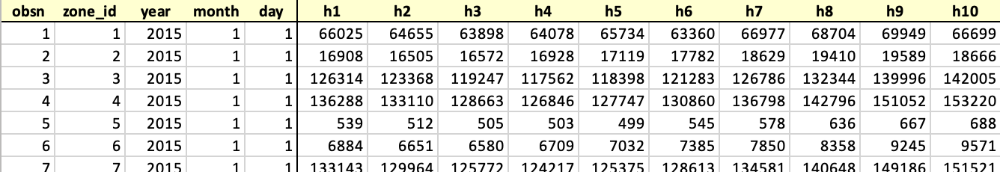 obsn zone_id year month day h1 h2 h3 h4 h5 h6 h7 h8 h9 h10
1 1 2015 1 1 66025 64655 63898 64078 65734 63360 66977 68704 69949 66699
2 2 2015 1 1 16908 16505 16572 16928 17119 17782 18629 19410 19589 18666
3 3 2015 1 1 126314 123368 119247 117562 118398 121283 126786 132344 139996 142005
4 4 2015 1 1 136288 133110 128663 126846 127747 130860 136798 142796 151052 153220
5 5 2015 1 1 539 512 505 503 499 545 578 636 667 688
6 6 2015 1 1 6884 6651 6580 6709 7032 7385 7850 8358 9245 9571
7 7 2015 1 1 133143 129964 125772 124217 125375 128613 134581 140648 149186 151521